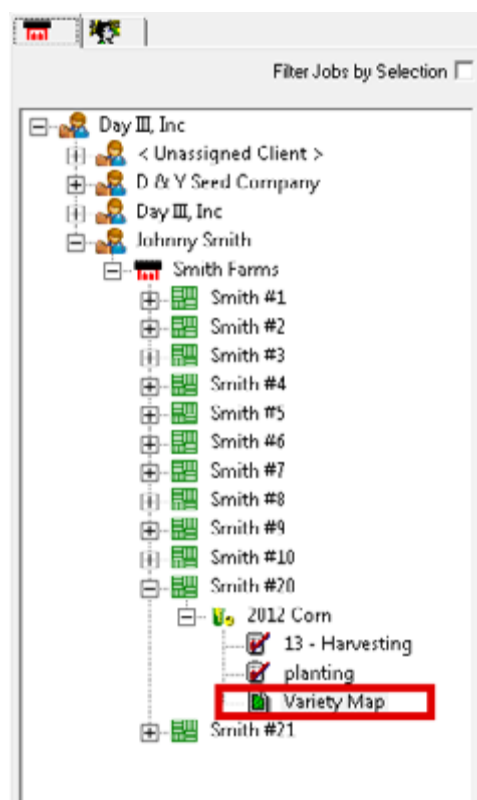 Filter Jobs by Selection
Day III, Inc
< Unassigned Client >
D & Y Seed Company
Day III, Inc
Johnny Smith
Smith Farms
Smith #1
Smith #2
Smith #3
Smith #4
Smith #5
Smith #6
Smith #7
Smith #8
Smith #9
Smith #10
Smith #20
2012 Corn
13 - Harvesting
planting
Variety Map
Smith #21